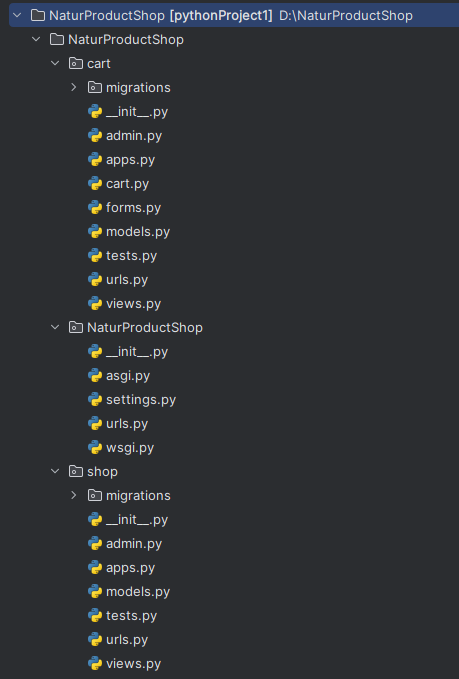 NaturProductShop [pythonProject1] D:\NaturProductShop
NaturProductShop
cart
migrations
__init__.py
admin.py
apps.py
cart.py
forms.py
models.py
tests.py
urls.py
views.py
NaturProductShop
__init__.py
asgi.py
settings.py
urls.py
wsgi.py
shop
migrations
__init__.py
admin.py
apps.py
models.py
tests.py
urls.py
views.py